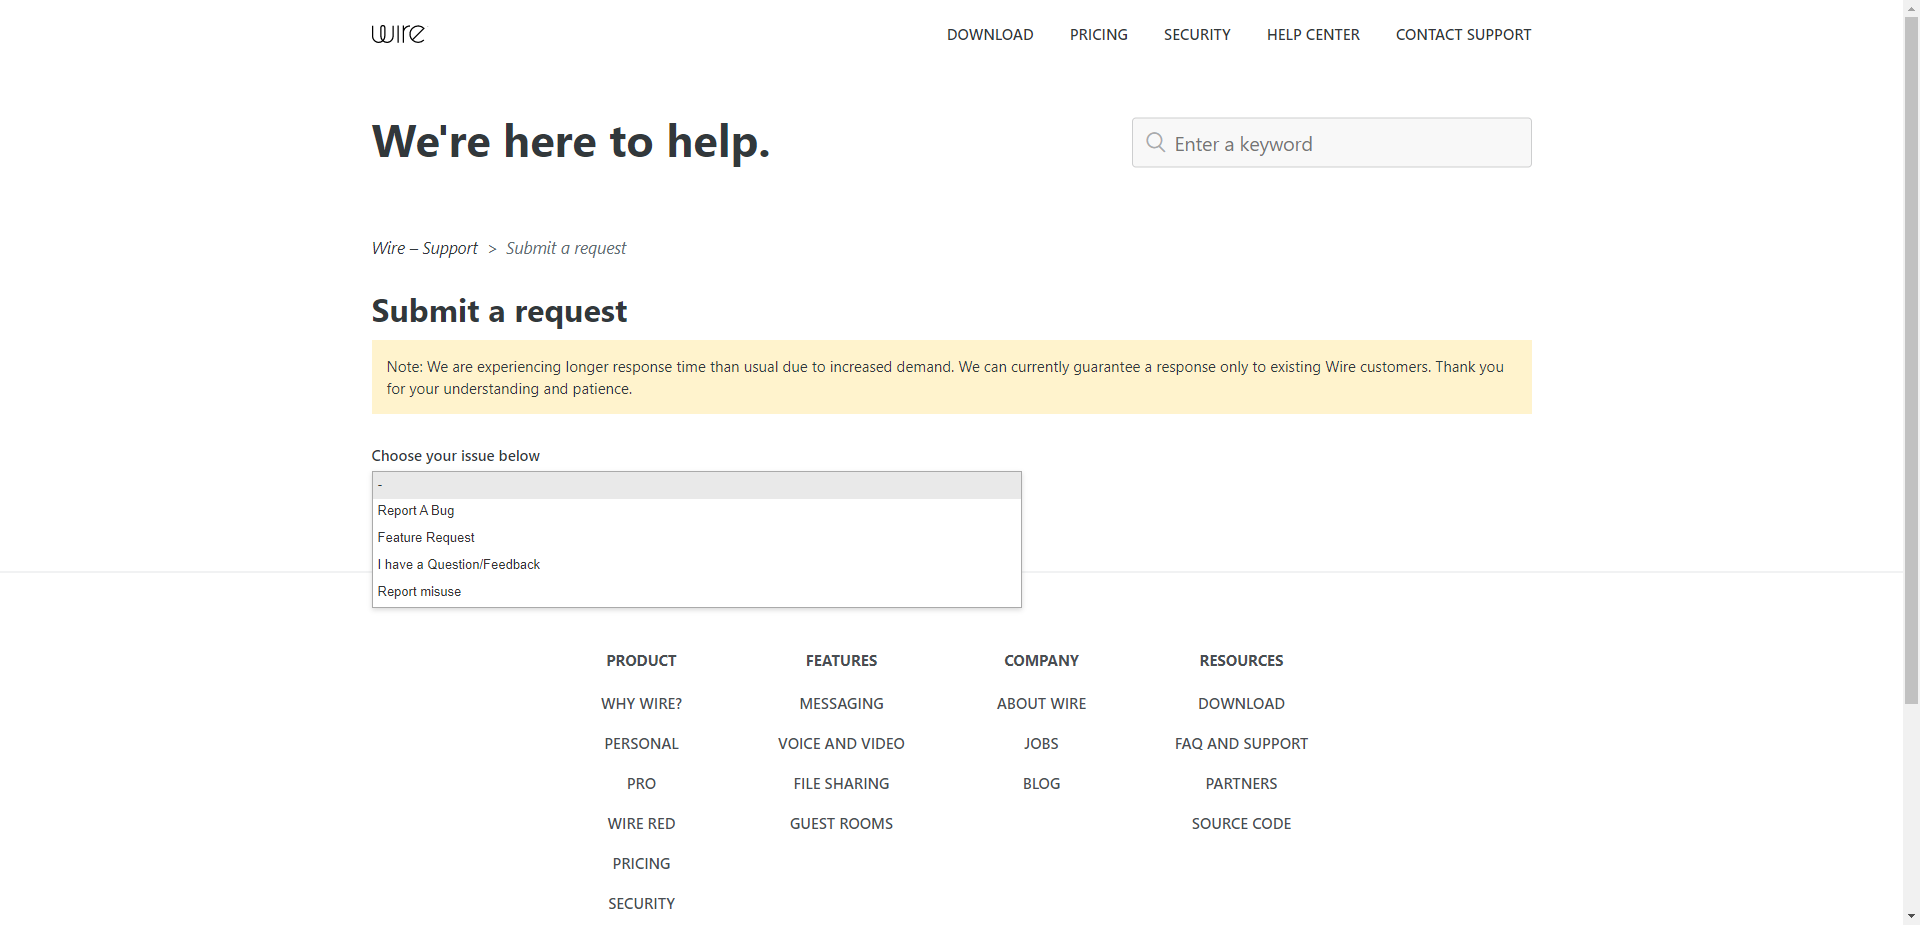 wire
DOWNLOAD PRICING SECURITY HELP CENTER CONTACT SUPPORT
We're here to help.
Enter a keyword
Wire – Support > Submit a request
Submit a request
Note: We are experiencing longer response time than usual due to increased demand. We can currently guarantee a response only to existing Wire customers. Thank you
for your understanding and patience.
Choose your issue below
-
Report A Bug
Feature Request
I have a Question/Feedback
Report misuse
PRODUCT FEATURES COMPANY RESOURCES
WHY WIRE? MESSAGING ABOUT WIRE DOWNLOAD
PERSONAL VOICE AND VIDEO JOBS FAQ AND SUPPORT
PRO FILE SHARING BLOG PARTNERS
WIRE RED GUEST ROOMS SOURCE CODE
PRICING
SECURITY